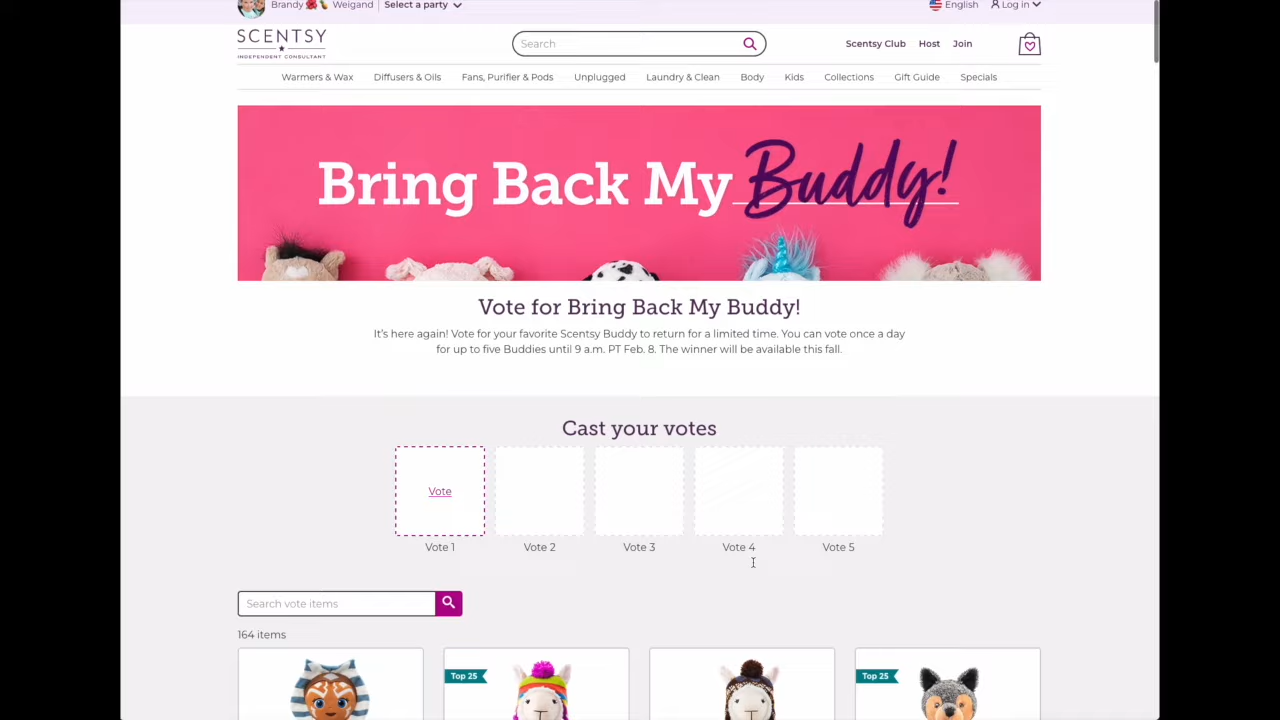 Brandy Weigand
Select a party
English
Log in
SCENTSY
INDEPENDENT CONSULTANT
Search
Scentsy Club
Host
Join
Warmers & Wax
Diffusers & Oils
Fans, Purifier & Pods
Unplugged
Laundry & Clean
Body
Kids
Collections
Gift Guide
Specials
Bring Back My Buddy!
Vote for Bring Back My Buddy!
It's here again! Vote for your favorite Scentsy Buddy to return for a limited time. You can vote once a day
for up to five Buddies until 9 a.m. PT Feb. 8. The winner will be available this fall.
Cast your votes
Vote
Vote 1
Vote 2
Vote 3
Vote 4
Vote 5
Search vote items
164 items
Top 25
Top 25